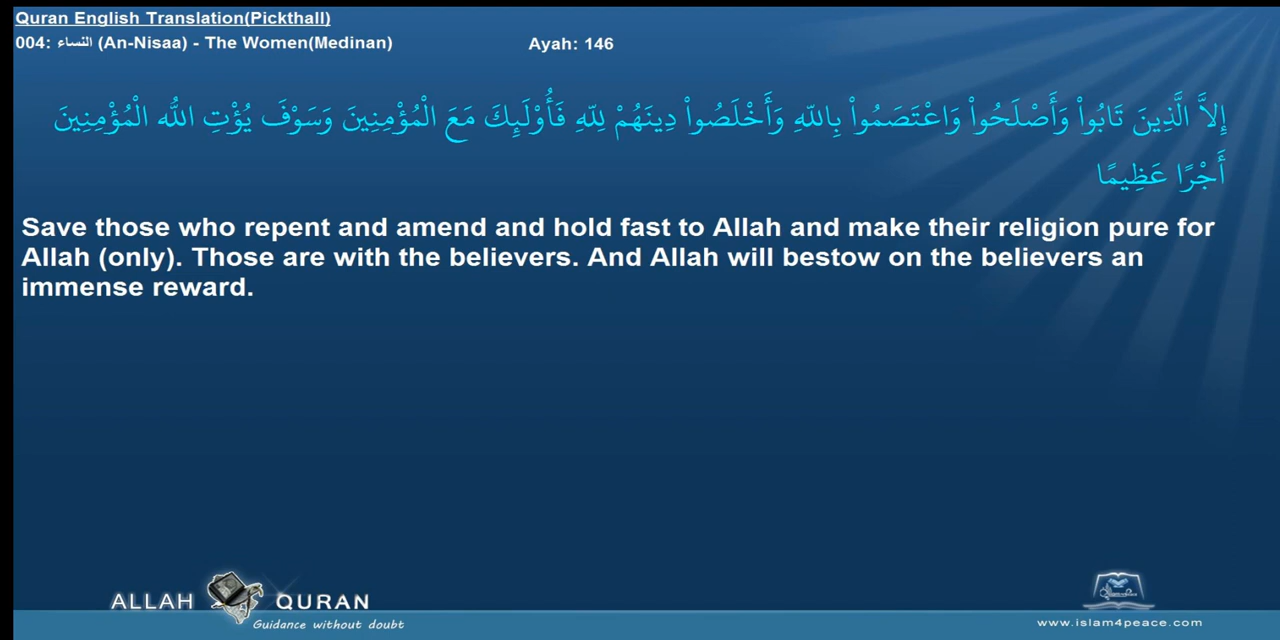 Quran English Translation(Pickthall)
004: النساء (An-Nisaa) - The Women(Medinan) Ayah: 146
إِلاَّ الَّذِينَ تَابُواْ وَأَصْلَحُواْ وَاعْتَصَمُواْ بِاللّهِ وَأَخْلَصُواْ دِينَهُمْ لِلّهِ فَأُوْلَـئِكَ مَعَ الْمُؤْمِنِينَ وَسَوْفَ يُؤْتِ اللّهُ الْمُؤْمِنِينَ
أَجْرًا عَظِيمًا
Save those who repent and amend and hold fast to Allah and make their religion pure for
Allah (only). Those are with the believers. And Allah will bestow on the believers an
immense reward.
ALLAH QURAN
Guidance without doubt
www.islam4peace.com